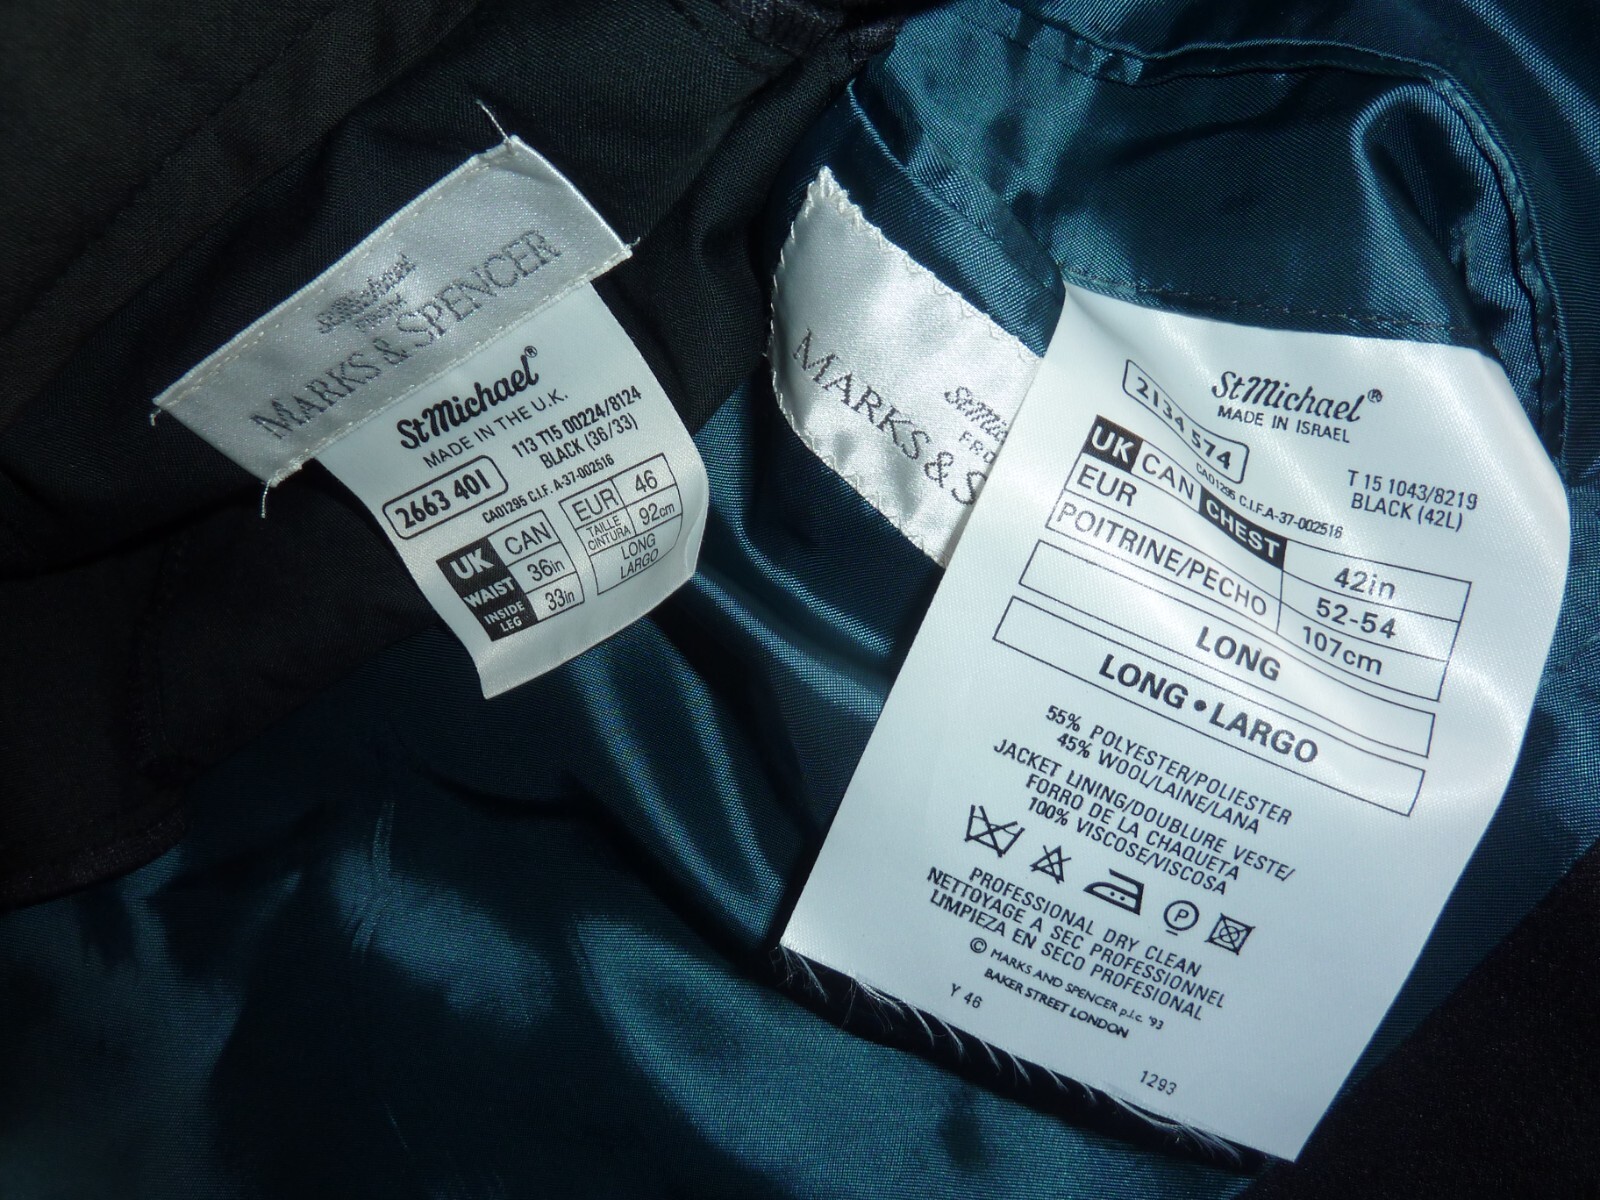 St Michael
FROM
MARKS & SPENCER
St Michael®
MADE IN THE U.K.
113 T15 00224/8124
2663 401
BLACK (36/33)
CA01295 C.I.F. A-37-002516
UK CAN EUR 46
WAIST 36in TAILLE CINTURA 92cm
INSIDE LEG 33in LONG LARGO
MARKS & S
St Michael®
MADE IN ISRAEL
2134 574
T 15 1043/8219
CA01295 C.I.F.A-37-002516
BLACK (42L)
UK CAN CHEST 42in
EUR 52-54
POITRINE/PECHO 107cm
LONG
LONG • LARGO
55% POLYESTER/POLIESTER
45% WOOL/LAINE/LANA
JACKET LINING/DOUBLURE VESTE/
FORRO DE LA CHAQUETA
100% VISCOSE/VISCOSA
P
PROFESSIONAL DRY CLEAN
NETTOYAGE A SEC PROFESSIONNEL
LIMPIEZA EN SECO PROFESIONAL
© MARKS AND SPENCER p.l.c. '93
BAKER STREET LONDON
Y 46
1293